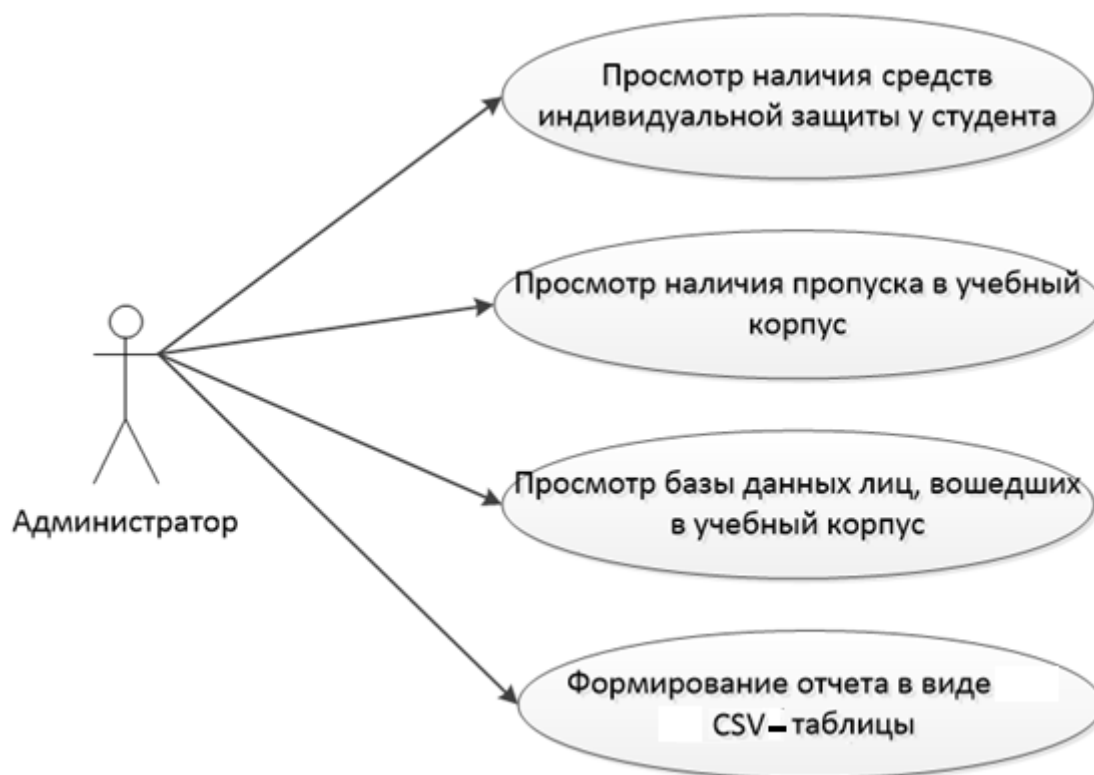 Просмотр наличия средств
индивидуальной защиты у студента
Просмотр наличия пропуска в учебный
корпус
Администратор
Просмотр базы данных лиц, вошедших
в учебный корпус
Формирование отчета в виде
CSV-таблицы